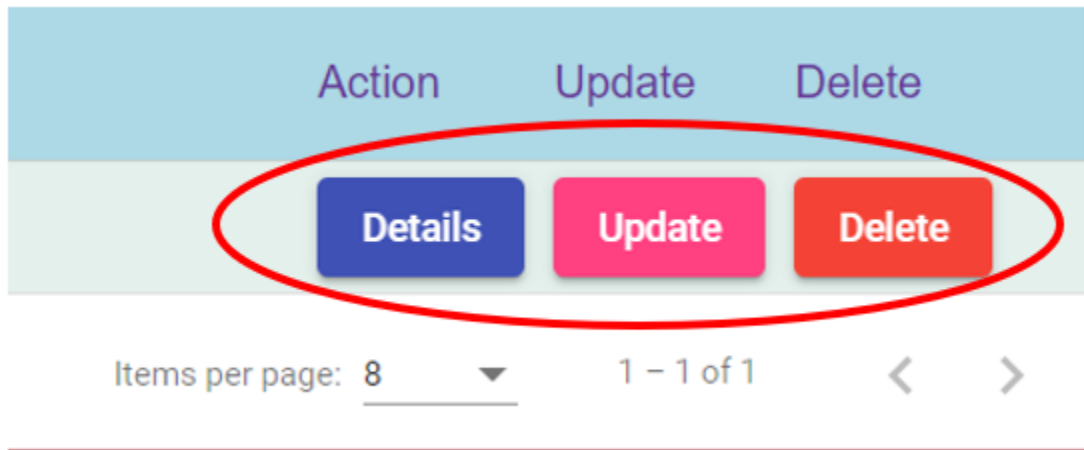 Action Update Delete
Details Update Delete
Items per page: 8 1 – 1 of 1